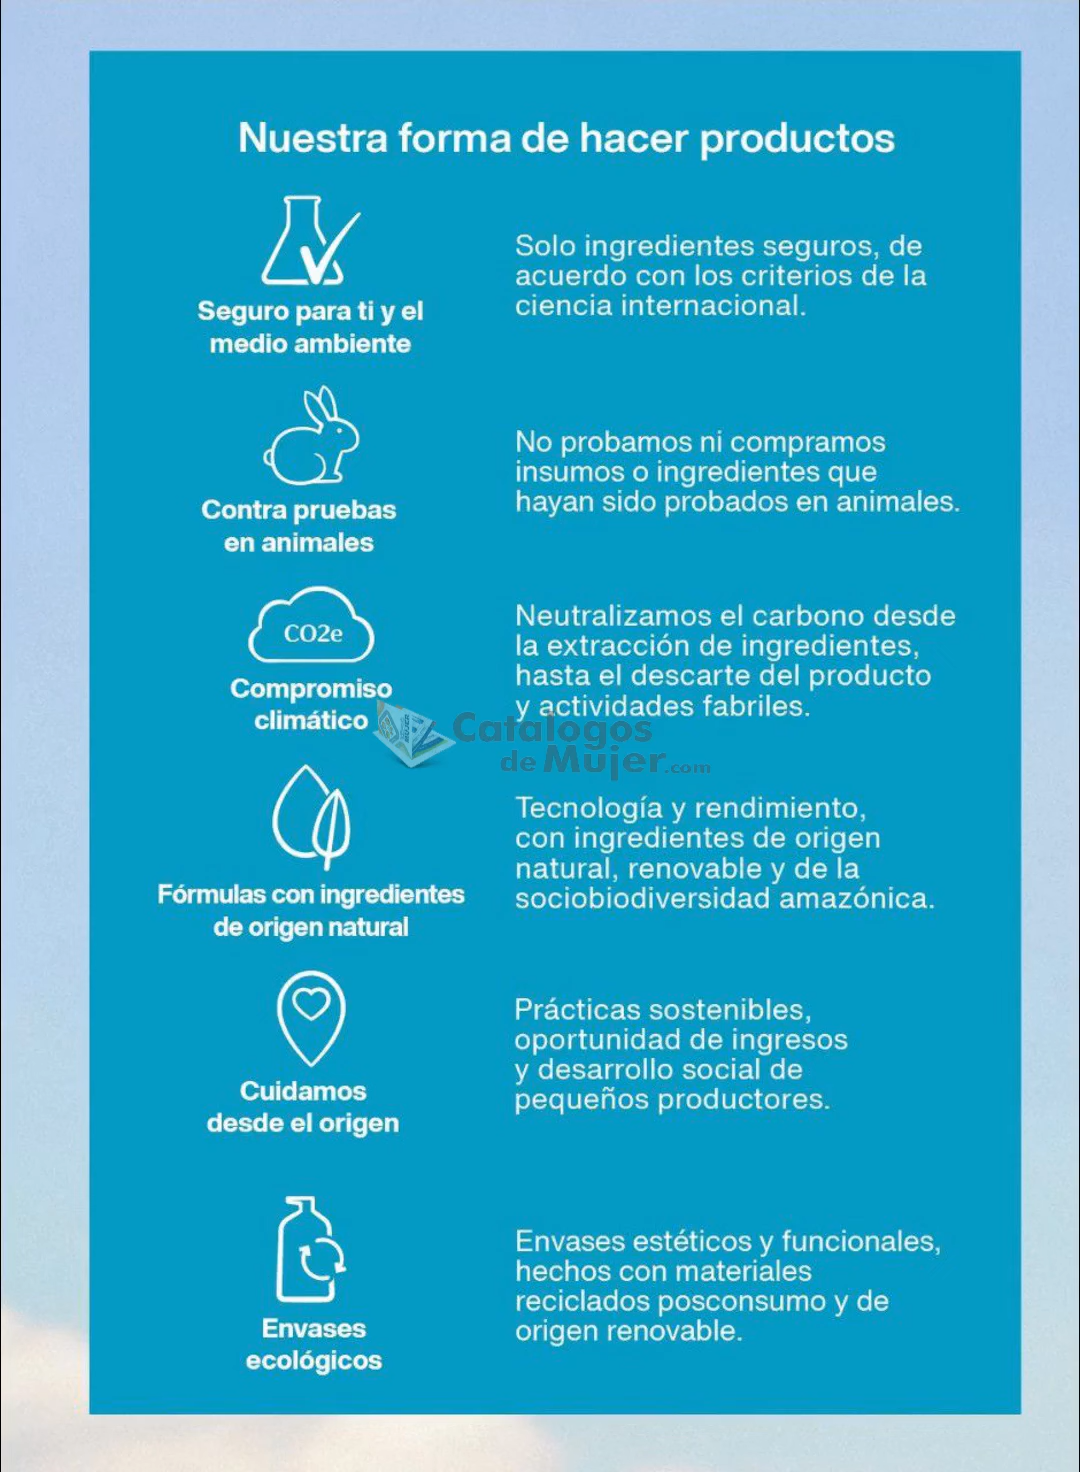 Nuestra forma de hacer productos
Seguro para ti y el
medio ambiente
Solo ingredientes seguros, de
acuerdo con los criterios de la
ciencia internacional.
Contra pruebas
en animales
No probamos ni compramos
insumos o ingredientes que
hayan sido probados en animales.
CO2e
Compromiso
climático
Neutralizamos el carbono desde
la extracción de ingredientes,
hasta el descarte del producto
y actividades fabriles.
Catalogos
de Mujer.com
Fórmulas con ingredientes
de origen natural
Tecnología y rendimiento,
con ingredientes de origen
natural, renovable y de la
sociobiodiversidad amazónica.
Cuidamos
desde el origen
Prácticas sostenibles,
oportunidad de ingresos
y desarrollo social de
pequeños productores.
Envases
ecológicos
Envases estéticos y funcionales,
hechos con materiales
reciclados posconsumo y de
origen renovable.